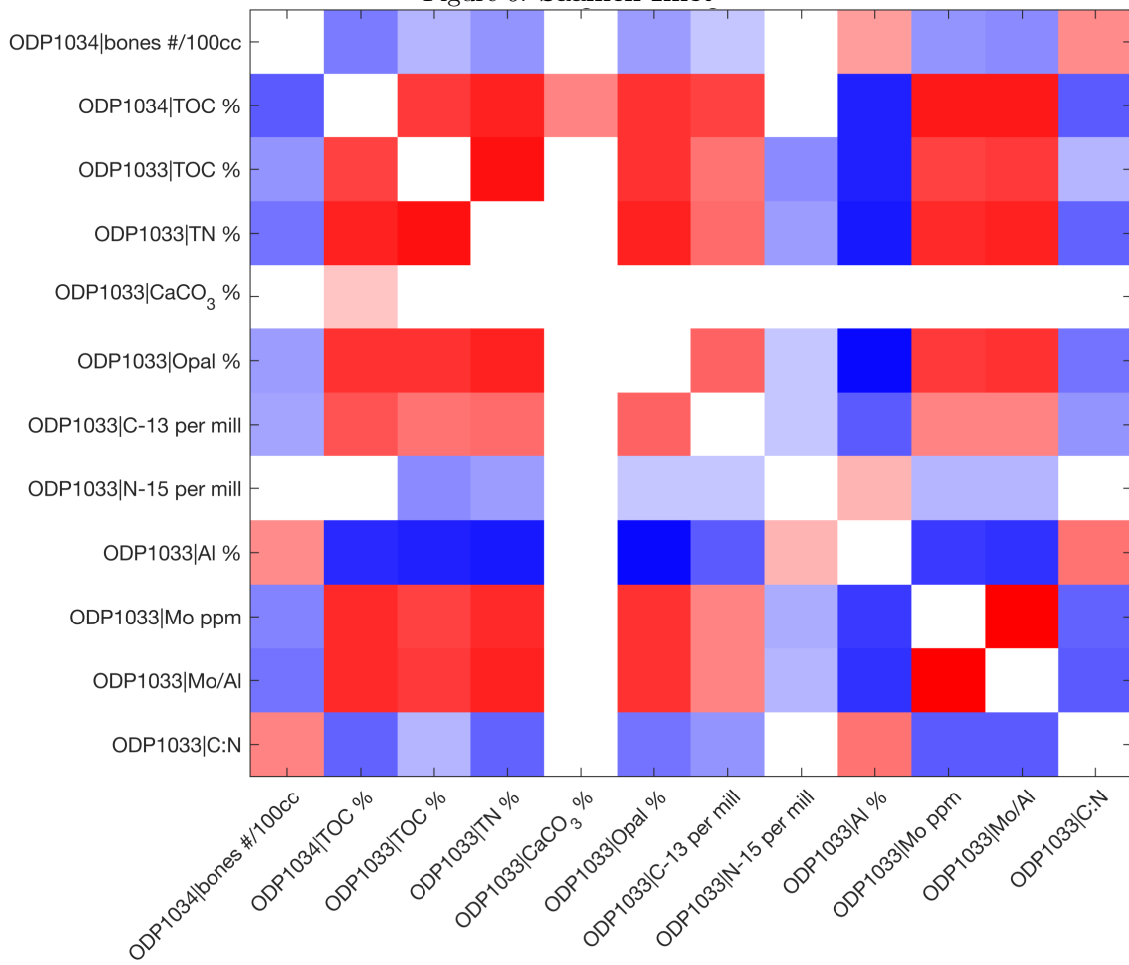 ODP1034|bones #/100cc
ODP1034|TOC %
ODP1033|TOC %
ODP1033|TN %
ODP1033|CaCO3 %
ODP1033|Opal %
ODP1033|C-13 per mill
ODP1033|N-15 per mill
ODP1033|Al %
ODP1033|Mo ppm
ODP1033|Mo/Al
ODP1033|C:N
ODP1034|bones #/100cc
ODP1034|TOC %
ODP1033|TOC %
ODP1033|TN %
ODP1033|CaCO3 %
ODP1033|Opal %
ODP1033|C-13 per mill
ODP1033|N-15 per mill
ODP1033|Al %
ODP1033|Mo ppm
ODP1033|Mo/Al
ODP1033|C:N